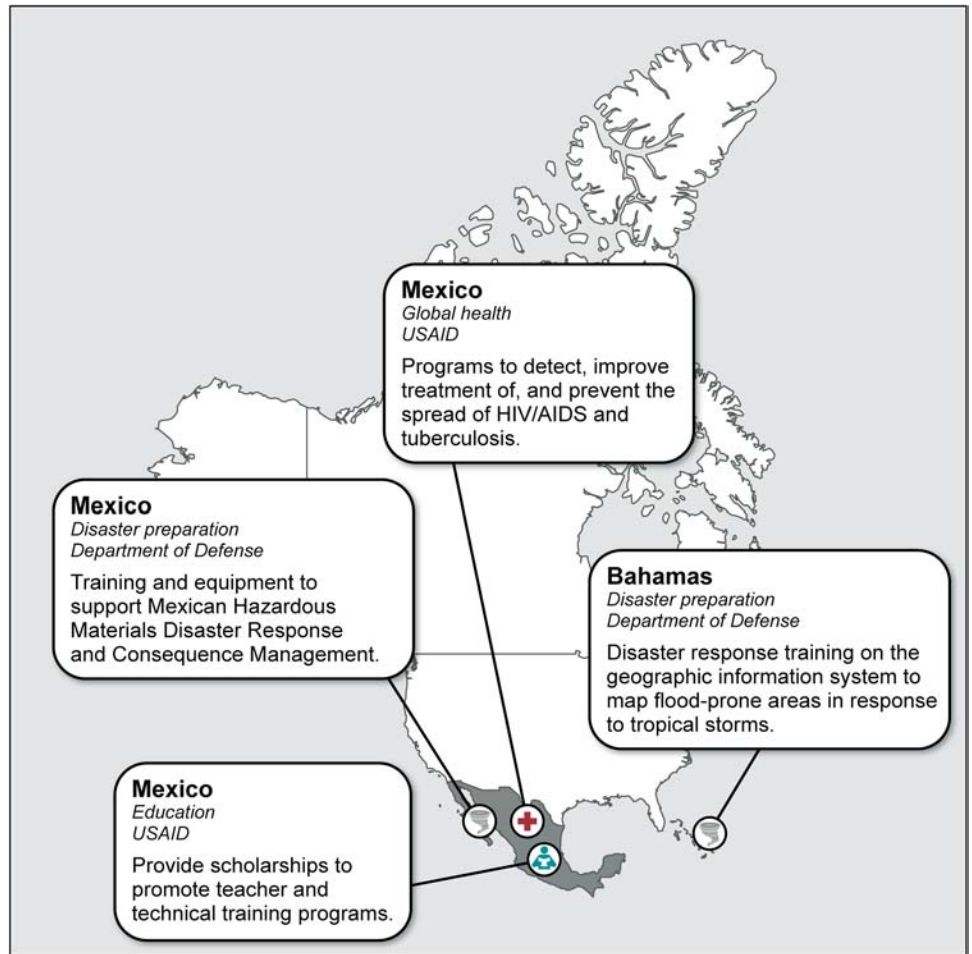 Mexico
Global health
USAID
Programs to detect, improve
treatment of, and prevent the
spread of HIV/AIDS and
tuberculosis.
Mexico
Disaster preparation
Department of Defense
Training and equipment to
support Mexican Hazardous
Materials Disaster Response
and Consequence Management.
Bahamas
Disaster preparation
Department of Defense
Disaster response training on the
geographic information system to
map flood-prone areas in response
to tropical storms.
Mexico
Education
USAID
Provide scholarships to
promote teacher and
technical training programs.